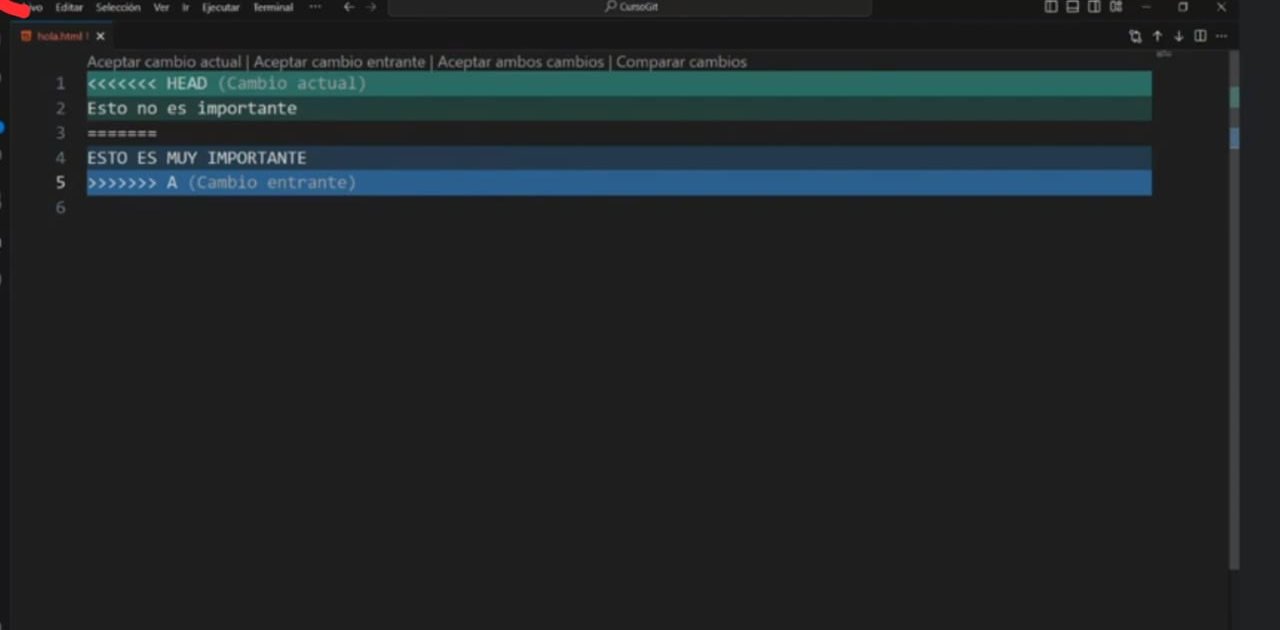 Editar Selección Ver Ir Ejecutar Terminal ··· CursoGit
hola.html !
Aceptar cambio actual | Aceptar cambio entrante | Aceptar ambos cambios | Comparar cambios
1 <<<<<<< HEAD (Cambio actual)
2 Esto no es importante
3 =======
4 ESTO ES MUY IMPORTANTE
5 >>>>>>> A (Cambio entrante)
6